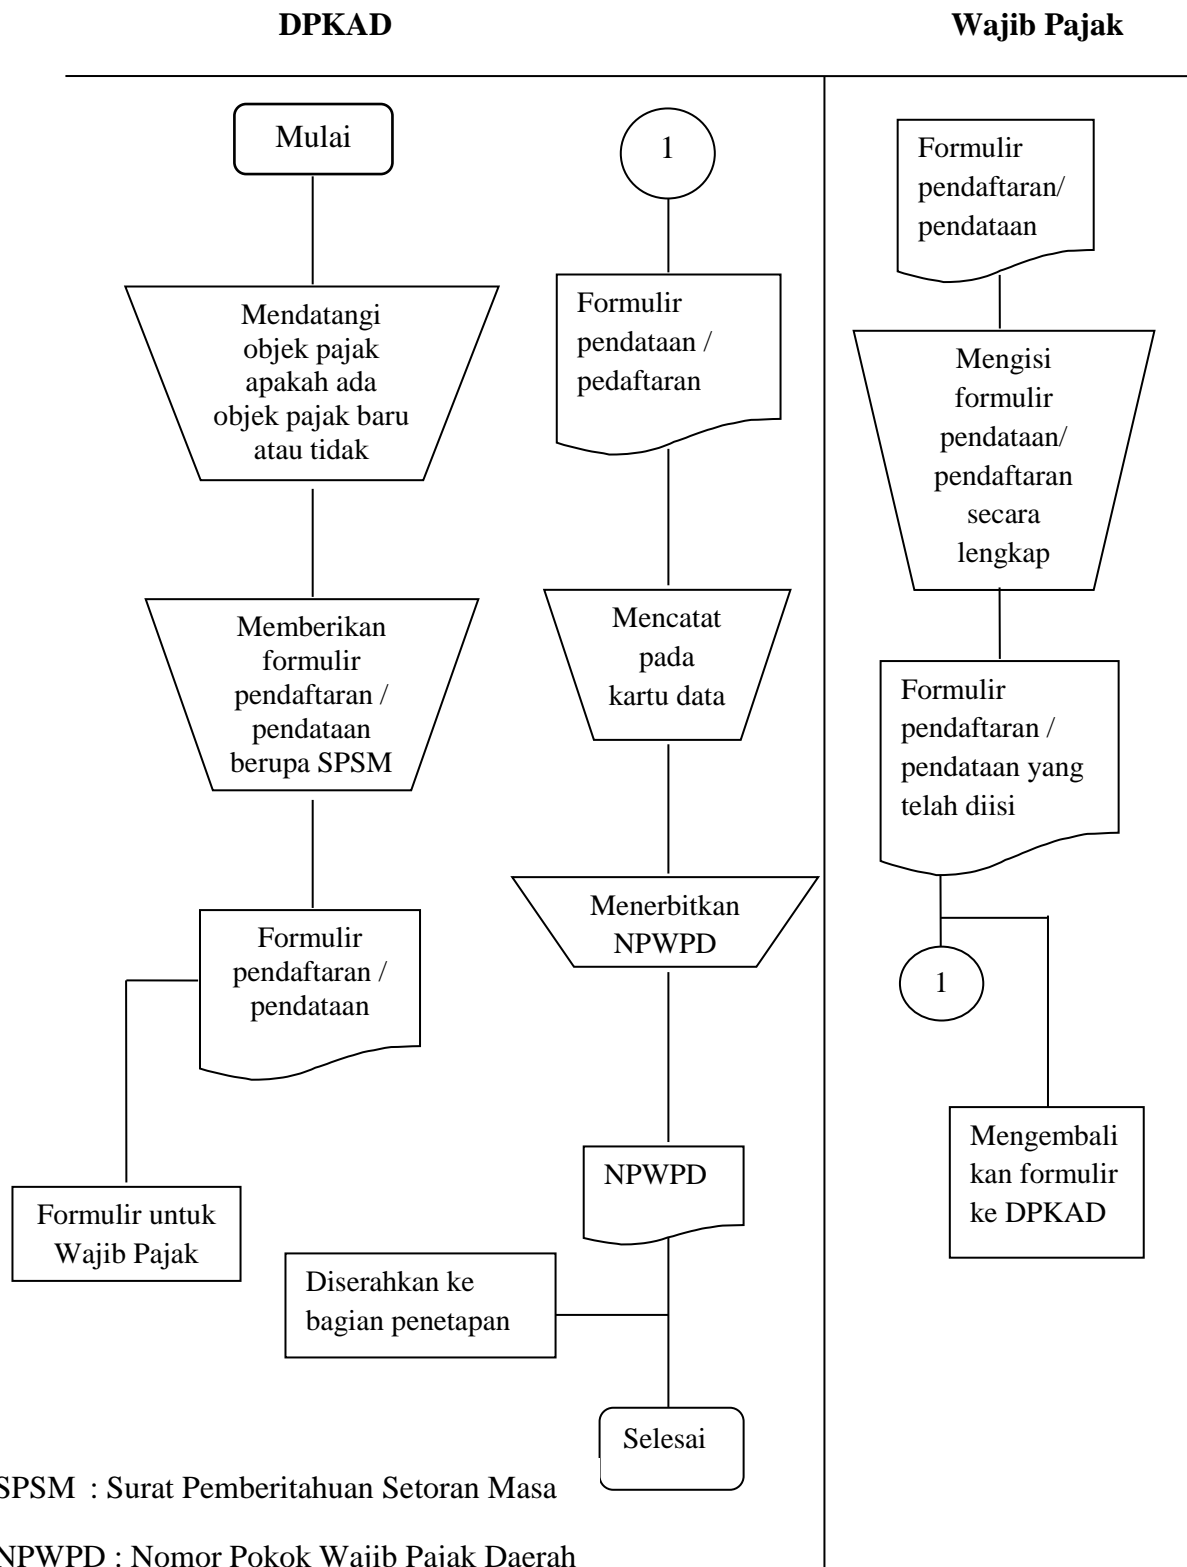 DPKAD
Wajib Pajak
Mulai
Mendatangi
objek pajak
apakah ada
objek pajak baru
atau tidak
Memberikan
formulir
pendaftaran /
pendataan
berupa SPSM
Formulir
pendaftaran /
pendataan
Formulir untuk
Wajib Pajak
1
Formulir
pendataan /
pedaftaran
Mencatat
pada
kartu data
Menerbitkan
NPWPD
NPWPD
Diserahkan ke
bagian penetapan
Selesai
Formulir
pendaftaran/
pendataan
Mengisi
formulir
pendataan/
pendaftaran
secara
lengkap
Formulir
pendaftaran /
pendataan yang
telah diisi
1
Mengembali
kan formulir
ke DPKAD
SPSM : Surat Pemberitahuan Setoran Masa
NPWPD : Nomor Pokok Wajib Pajak Daerah